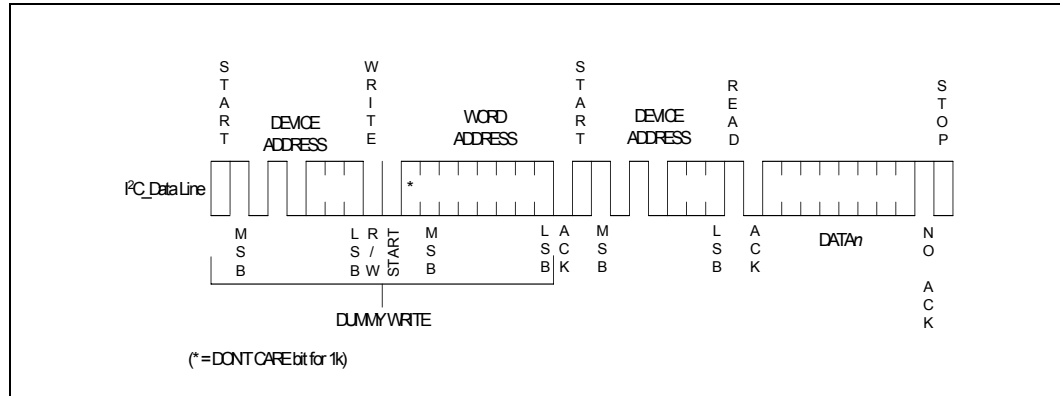 START
WRITE
START
READ
STOP
DEVICE
ADDRESS
WORD
ADDRESS
DEVICE
ADDRESS
I²C_Data Line
*
MSB
LSB
R/W
START
MSB
LSB
ACK
MSB
LSB
ACK
DATAn
NO ACK
DUMMY WRITE
(* = DON'T CARE bit for 1k)